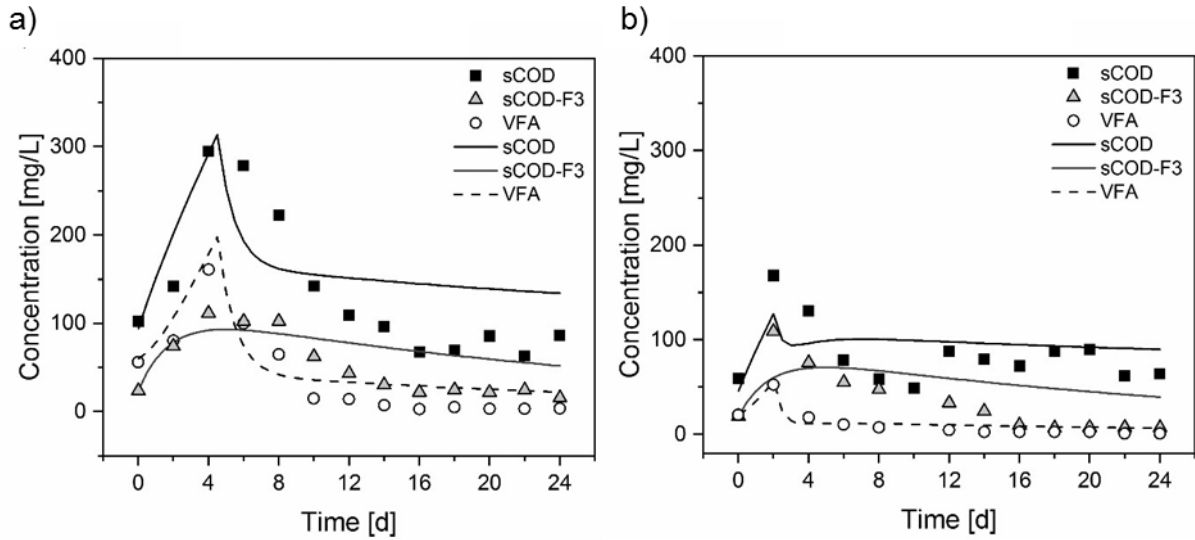 a)
400
300
200
100
0
Concentration [mg/L]
0 4 8 12 16 20 24
Time [d]
sCOD
sCOD-F3
VFA
sCOD
sCOD-F3
VFA
b)
400
300
200
100
0
Concentration [mg/L]
0 4 8 12 16 20 24
Time [d]
sCOD
sCOD-F3
VFA
sCOD
sCOD-F3
VFA